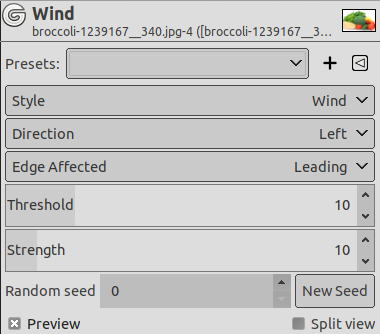 Wind
broccoli-1239167__340.jpg-4 ([broccoli-1239167__3…
Presets:
Style Wind
Direction Left
Edge Affected Leading
Threshold 10
Strength 10
Random seed 0 New Seed
Preview Split view